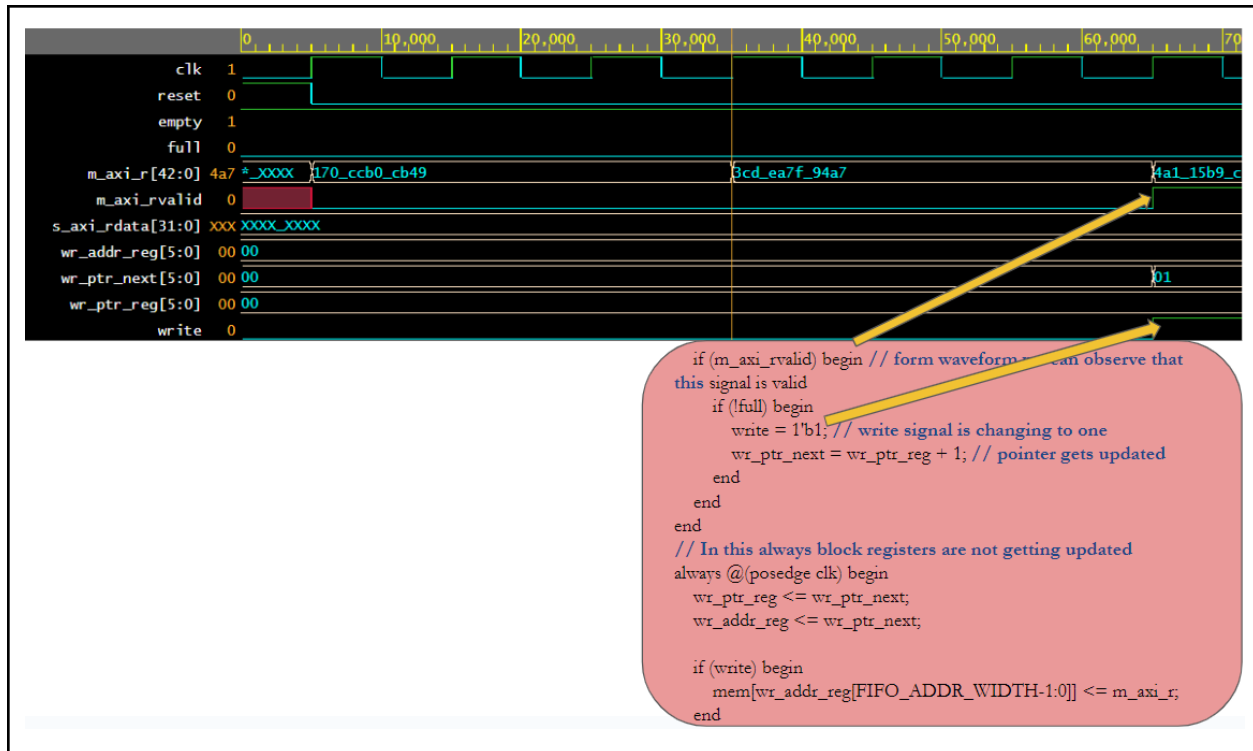 0 10,000 20,000 30,000 40,000 50,000 60,000 70
clk 1
reset 0
empty 1
full 0
m_axi_r[42:0] 4a7 *_XXXX 170_ccb0_cb49 3cd_ea7f_94a7 4a1_15b9_c
m_axi_rvalid 0
s_axi_rdata[31:0] XXX XXXX_XXXX
wr_addr_reg[5:0] 00 00
wr_ptr_next[5:0] 00 00 01
wr_ptr_reg[5:0] 00 00
write 0
if (m_axi_rvalid) begin // form waveform can observe that
this signal is valid
if (!full) begin
write = 1'b1; // write signal is changing to one
wr_ptr_next = wr_ptr_reg + 1; // pointer gets updated
end
end
end
// In this always block registers are not getting updated
always @(posedge clk) begin
wr_ptr_reg <= wr_ptr_next;
wr_addr_reg <= wr_ptr_next;
if (write) begin
mem[wr_addr_reg[FIFO_ADDR_WIDTH-1:0]] <= m_axi_r;
end